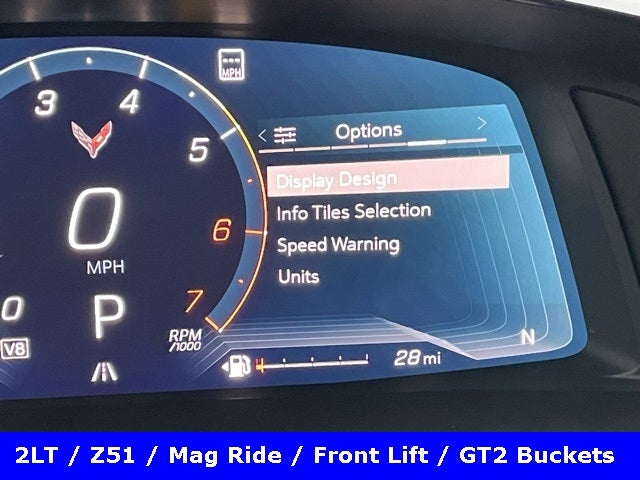 MPH
3
4
5
6
7
Options
Display Design
Info Tiles Selection
Speed Warning
Units
0
MPH
0
P
V8
RPM
/1000
28 mi
N
2LT / Z51 / Mag Ride / Front Lift / GT2 Buckets